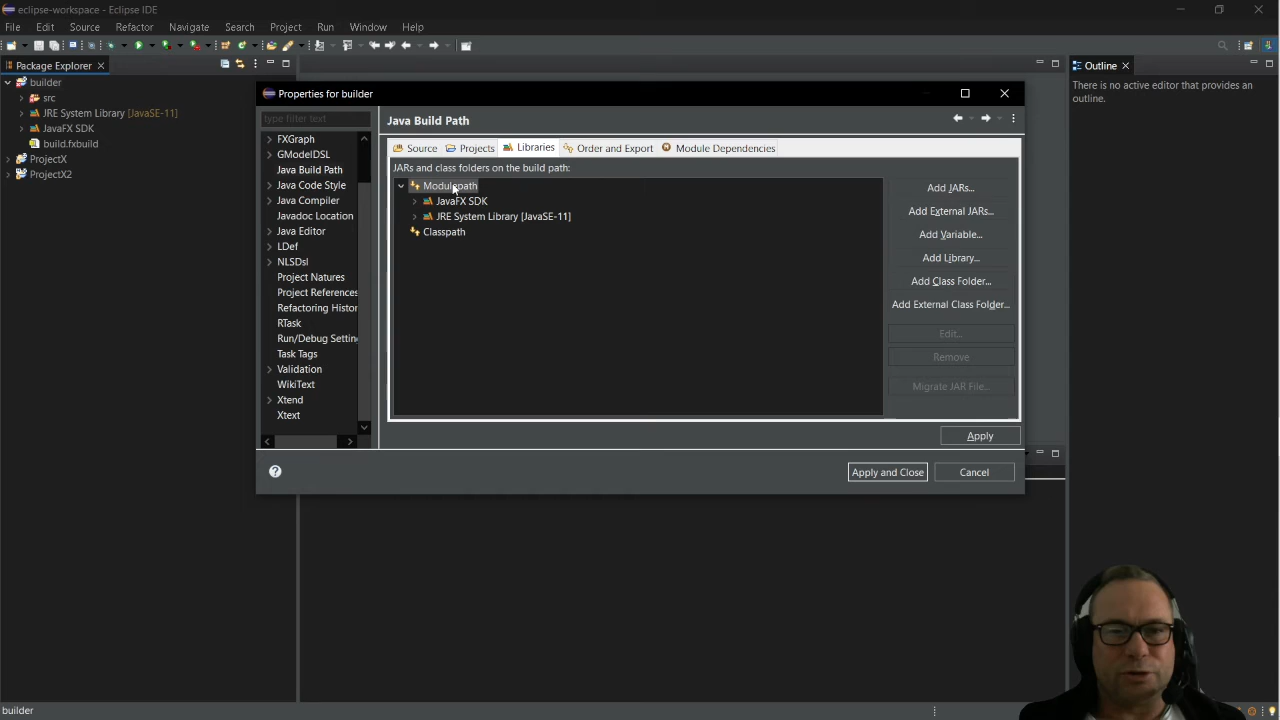 eclipse-workspace - Eclipse IDE
File Edit Source Refactor Navigate Search Project Run Window Help
Package Explorer
builder
src
JRE System Library [JavaSE-11]
JavaFX SDK
build.fxbuild
ProjectX
ProjectX2
Properties for builder
type filter text
FXGraph
GModelDSL
Java Build Path
Java Code Style
Java Compiler
Javadoc Location
Java Editor
LDef
NLSDsl
Project Natures
Project References
Refactoring Histor
RTask
Run/Debug Settin
Task Tags
Validation
WikiText
Xtend
Xtext
Java Build Path
Source Projects Libraries Order and Export Module Dependencies
JARs and class folders on the build path:
Modulepath
JavaFX SDK
JRE System Library [JavaSE-11]
Classpath
Add JARs...
Add External JARs...
Add Variable...
Add Library...
Add Class Folder...
Add External Class Folder...
Edit...
Remove
Migrate JAR File...
Apply
Apply and Close Cancel
Outline
There is no active editor that provides an
outline.
builder